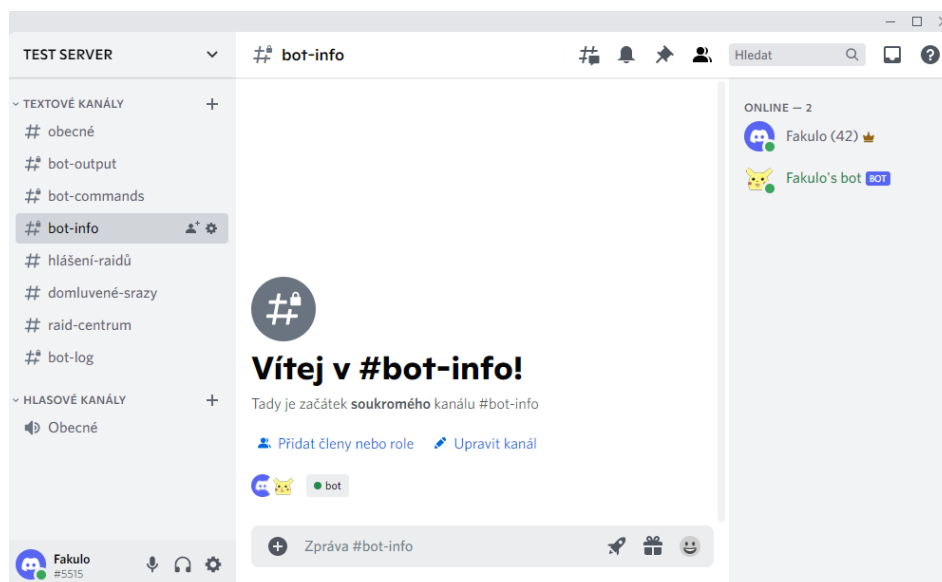 TEST SERVER
TEXTOVÉ KANÁLY
obecné
bot-output
bot-commands
bot-info
hlášení-raidů
domluvené-srazy
raid-centrum
bot-log
HLASOVÉ KANÁLY
Obecné
Fakulo
#5515
bot-info
Hledat
Vítej v #bot-info!
Tady je začátek soukromého kanálu #bot-info
Přidat členy nebo role Upravit kanál
bot
Zpráva #bot-info
ONLINE — 2
Fakulo (42)
Fakulo's bot BOT